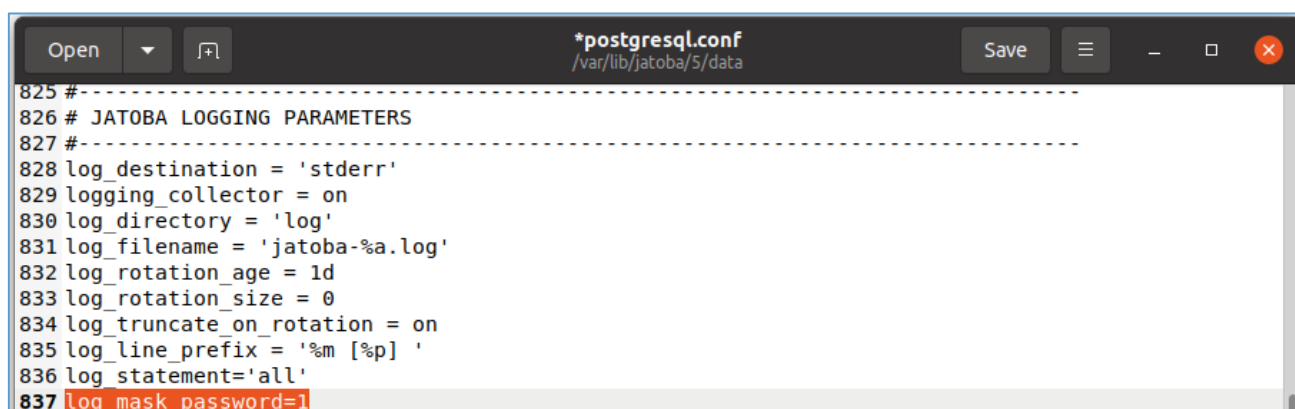 Open
*postgresql.conf
/var/lib/jatoba/5/data
Save
825 #------------------------------------------------------------------------------
826 # JATOBA LOGGING PARAMETERS
827 #------------------------------------------------------------------------------
828 log_destination = 'stderr'
829 logging_collector = on
830 log_directory = 'log'
831 log_filename = 'jatoba-%a.log'
832 log_rotation_age = 1d
833 log_rotation_size = 0
834 log_truncate_on_rotation = on
835 log_line_prefix = '%m [%p] '
836 log_statement='all'
837 log_mask_password=1